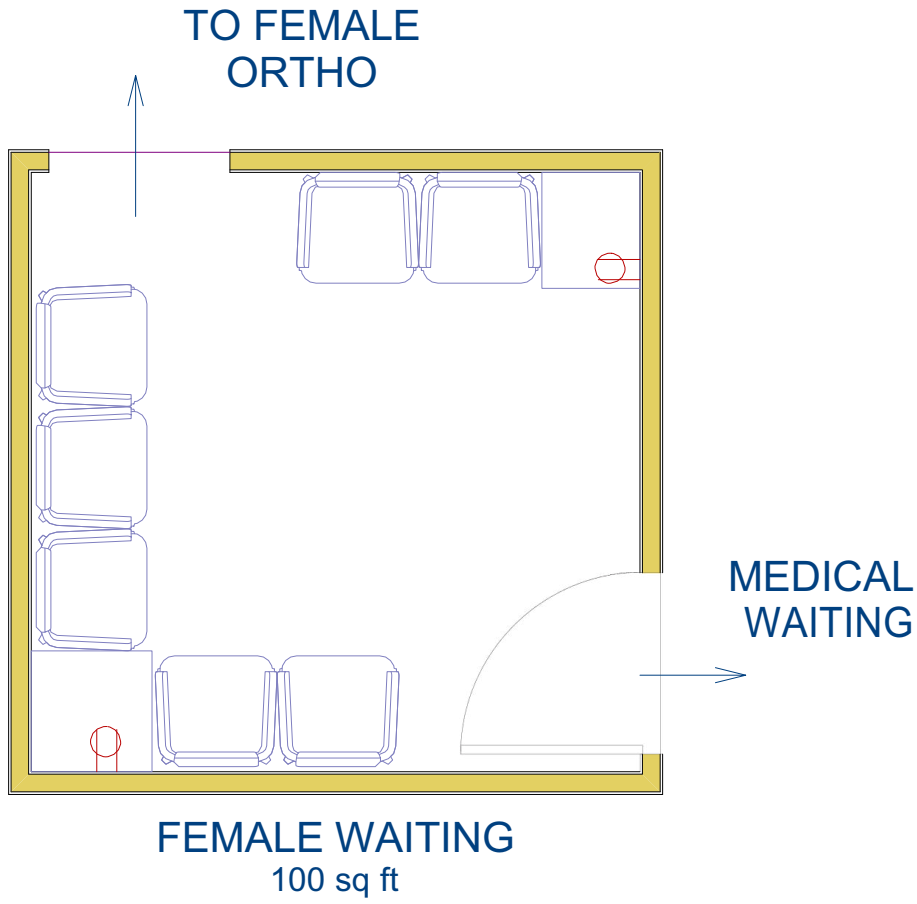 TO FEMALE
ORTHO
MEDICAL
WAITING
FEMALE WAITING
100 sq ft